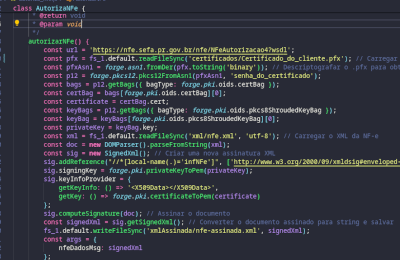 class AutorizaNFe {
* @return void
* @param void
*/
autorizarNFe() {
const url = 'https://nfe.sefa.pr.gov.br/nfe/NFeAutorizacao4?wsdl';
const pfx = fs_1.default.readFileSync('certificados/Certificado_do_cliente.pfx'); // Carregar
const pfxAsn1 = forge.asn1.fromDer(pfx.toString('binary')); // Descriptografar o .pfx para obt
const p12 = forge.pkcs12.pkcs12FromAsn1(pfxAsn1, 'senha_do_certificado');
const bags = p12.getBags({ bagType: forge.pki.oids.certBag });
const certBag = bags[forge.pki.oids.certBag][0];
const certificate = certBag.cert;
const keyBags = p12.getBags({ bagType: forge.pki.oids.pkcs8ShroudedKeyBag });
const keyBag = keyBags[forge.pki.oids.pkcs8ShroudedKeyBag][0];
const privateKey = keyBag.key;
const xml = fs_1.default.readFileSync('xml/nfe.xml', 'utf-8'); // Carregar o XML da NF-e
const doc = new DOMParser().parseFromString(xml);
const sig = new SignedXml(); // Criar uma nova assinatura XML
sig.addReference("//*[local-name(.)='infNFe']", ['http://www.w3.org/2000/09/xmldsig#enveloped-
sig.signingKey = forge.pki.privateKeyToPem(privateKey);
sig.keyInfoProvider = {
getKeyInfo: () => '<X509Data></X509Data>',
getKey: () => forge.pki.certificateToPem(certificate)
};
sig.computeSignature(doc); // Assinar o documento
const signedXml = sig.getSignedXml(); // Converter o documento assinado para string e salvar
fs_1.default.writeFileSync('xmlAssinada/nfe-assinada.xml', signedXml);
const args = {
nfeDadosMsg: signedXml